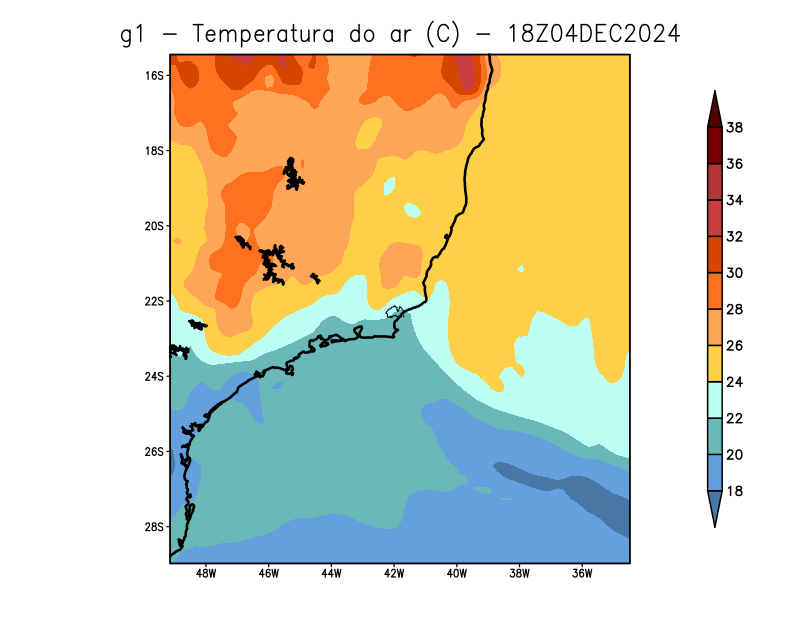 g1 - Temperatura do ar (C) - 18Z04DEC2024
16S
18S
20S
22S
24S
26S
28S
48W
46W
44W
42W
40W
38W
36W
38
36
34
32
30
28
26
24
22
20
18